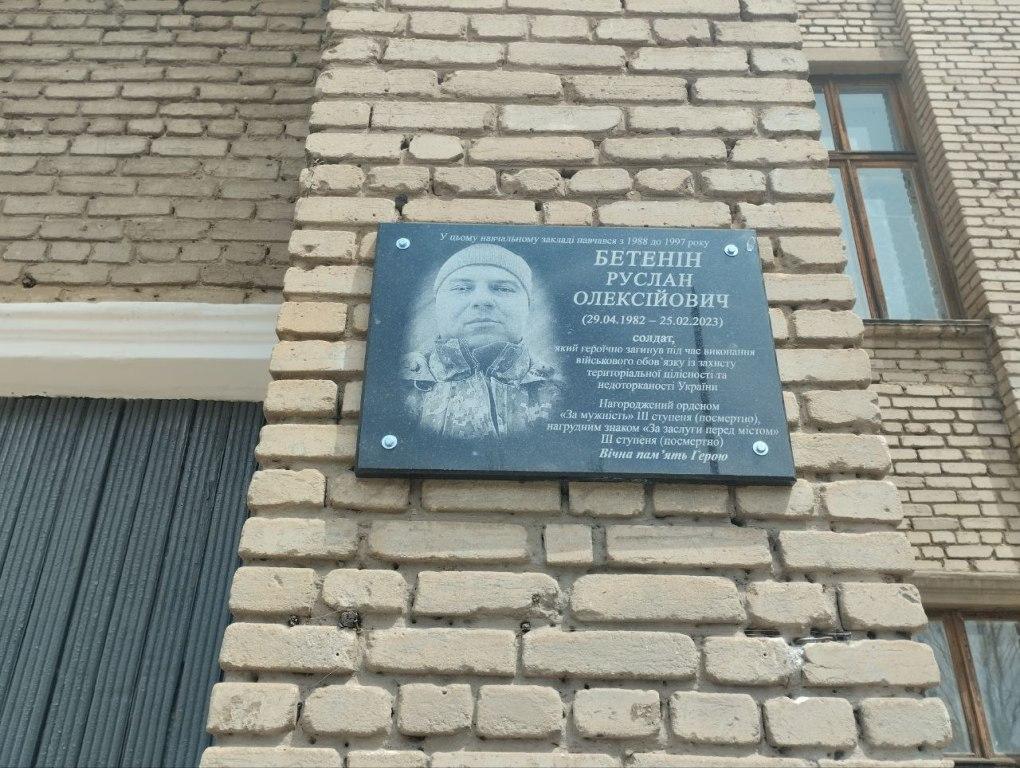 У цьому навчальному закладі навчався з 1988 до 1997 року
БЕТЕНІН
РУСЛАН
ОЛЕКСІЙОВИЧ
(29.04.1982 – 25.02.2023)
солдат,
який героїчно загинув під час виконання
військового обов'язку із захисту
територіальної цілісності та
недоторканості України
Нагороджений орденом
«За мужність» ІІІ ступеня (посмертно),
нагрудним знаком «За заслуги перед містом»
ІІІ ступеня (посмертно)
Вічна пам'ять Герою